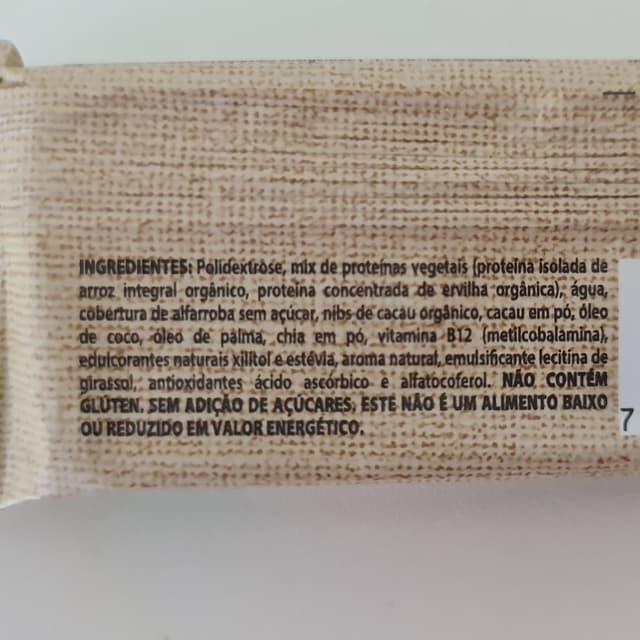 INGREDIENTES: Polidextrose, mix de proteínas vegetais (proteína isolada de
arroz integral orgânico, proteína concentrada de ervilha orgânica), água,
cobertura de alfarroba sem açúcar, nibs de cacau orgânico, cacau em pó, óleo
de coco, óleo de palma, chia em pó, vitamina B12 (metilcobalamina),
edulcorantes naturais xilitol e estévia, aroma natural, emulsificante lecitina de
girassol, antioxidantes ácido ascórbico e alfatocoferol. NÃO CONTÉM
GLÚTEN. SEM ADIÇÃO DE AÇÚCARES, ESTE NÃO É UM ALIMENTO BAIXO
OU REDUZIDO EM VALOR ENERGÉTICO.
7